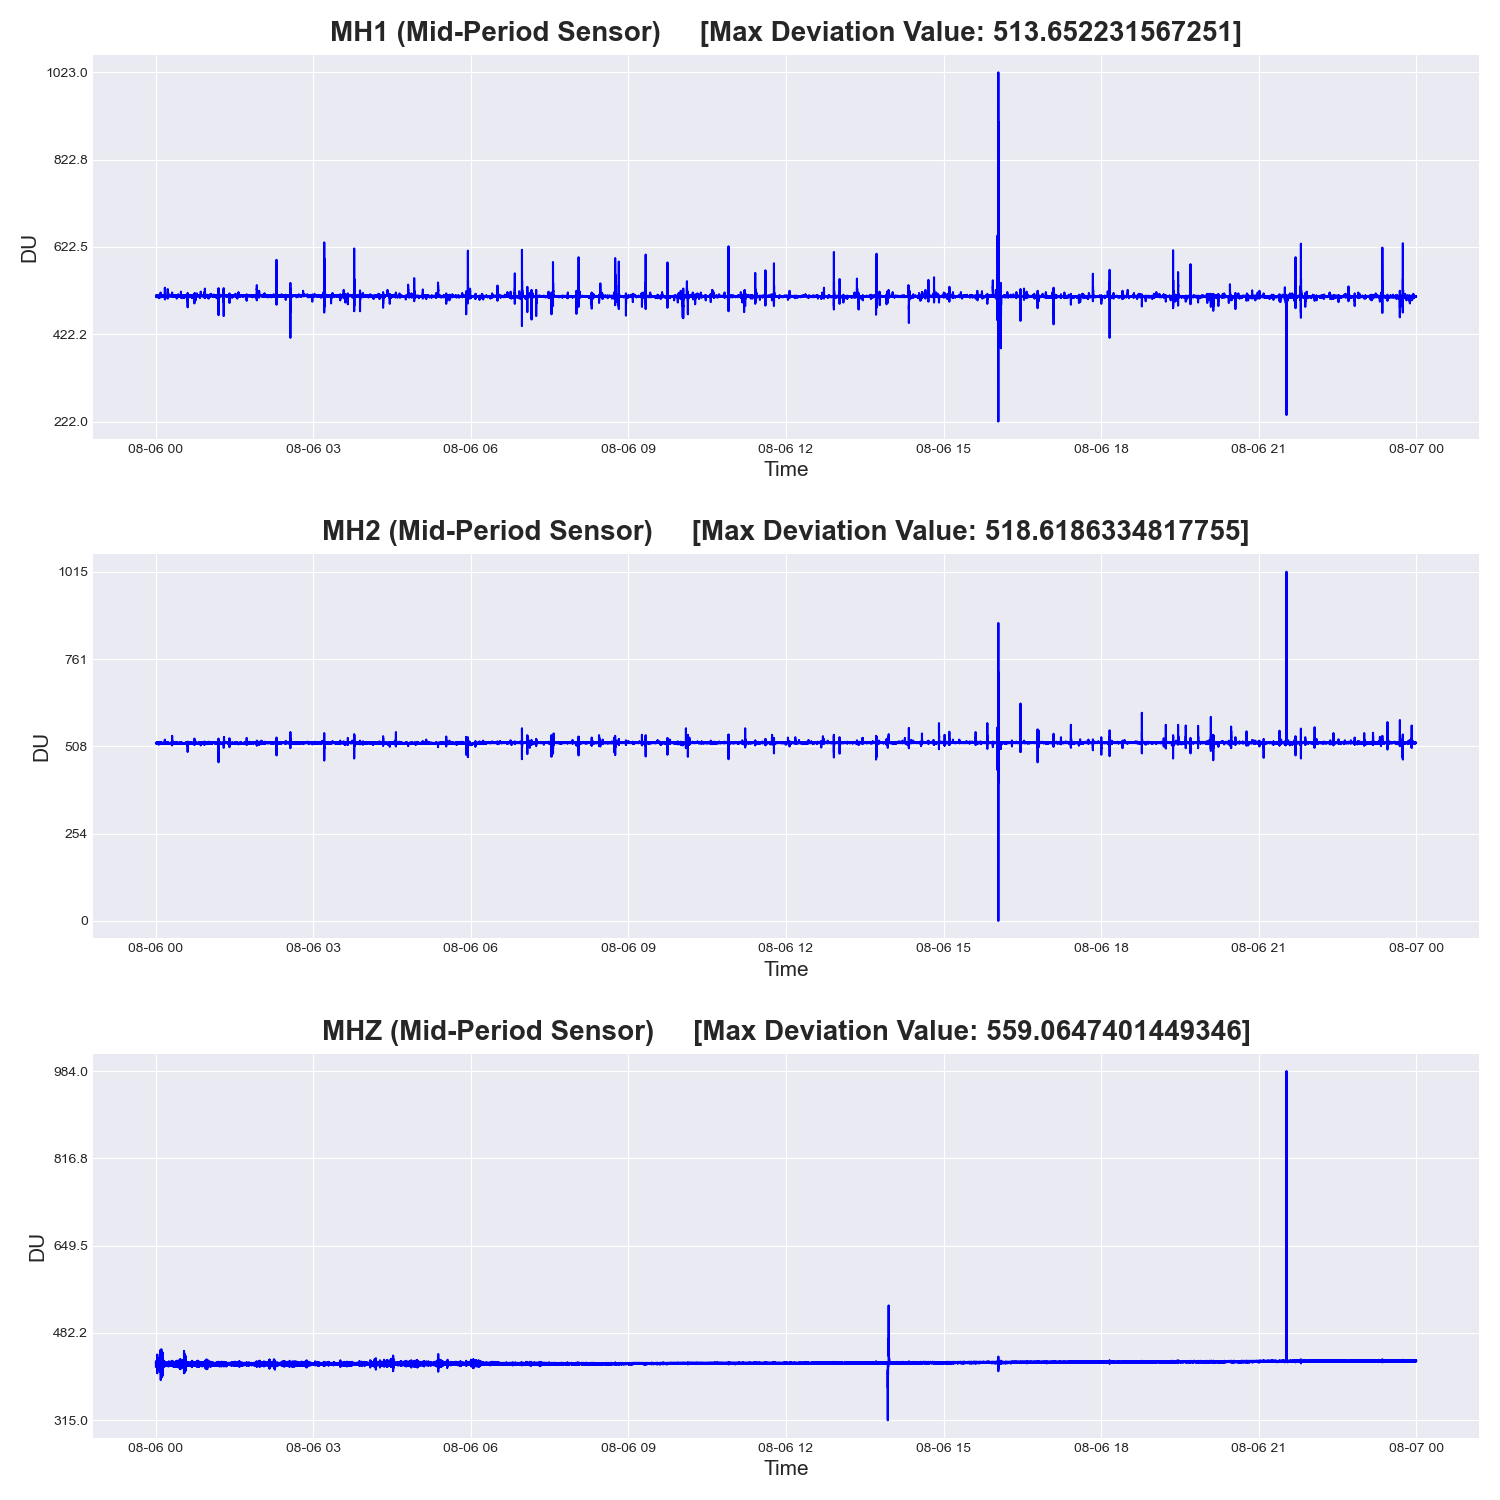 MH1 (Mid-Period Sensor) [Max Deviation Value: 513.652231567251]
1023.0
822.8
622.5
422.2
222.0
DU
08-06 00 08-06 03 08-06 06 08-06 09 08-06 12 08-06 15 08-06 18 08-06 21 08-07 00
Time
MH2 (Mid-Period Sensor) [Max Deviation Value: 518.6186334817755]
1015
761
508
254
0
DU
08-06 00 08-06 03 08-06 06 08-06 09 08-06 12 08-06 15 08-06 18 08-06 21 08-07 00
Time
MHZ (Mid-Period Sensor) [Max Deviation Value: 559.0647401449346]
984.0
816.8
649.5
482.2
315.0
DU
08-06 00 08-06 03 08-06 06 08-06 09 08-06 12 08-06 15 08-06 18 08-06 21 08-07 00
Time